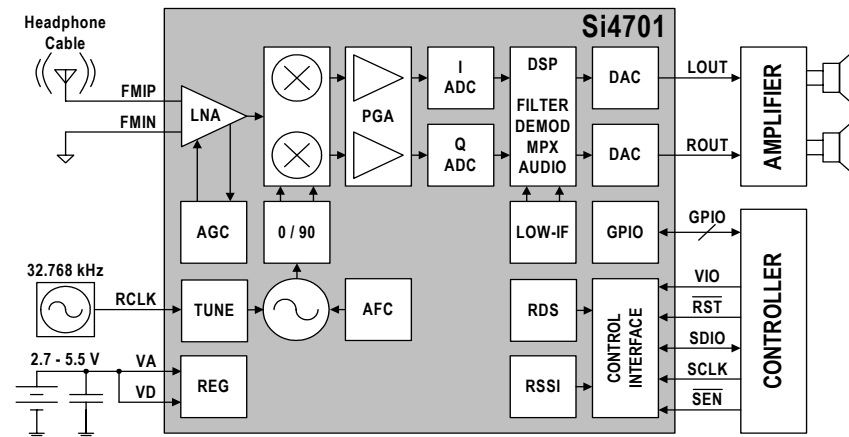 Si4701
Headphone
Cable
FMIP
FMIN
LNA
PGA
I
ADC
Q
ADC
DSP
FILTER
DEMOD
MPX
AUDIO
DAC
DAC
LOUT
ROUT
AMPLIFIER
AGC
0 / 90
LOW-IF
GPIO
GPIO
32.768 kHz
RCLK
TUNE
AFC
RDS
RSSI
CONTROL
INTERFACE
VIO
RST
SDIO
SCLK
SEN
CONTROLLER
2.7 - 5.5 V
VA
VD
REG